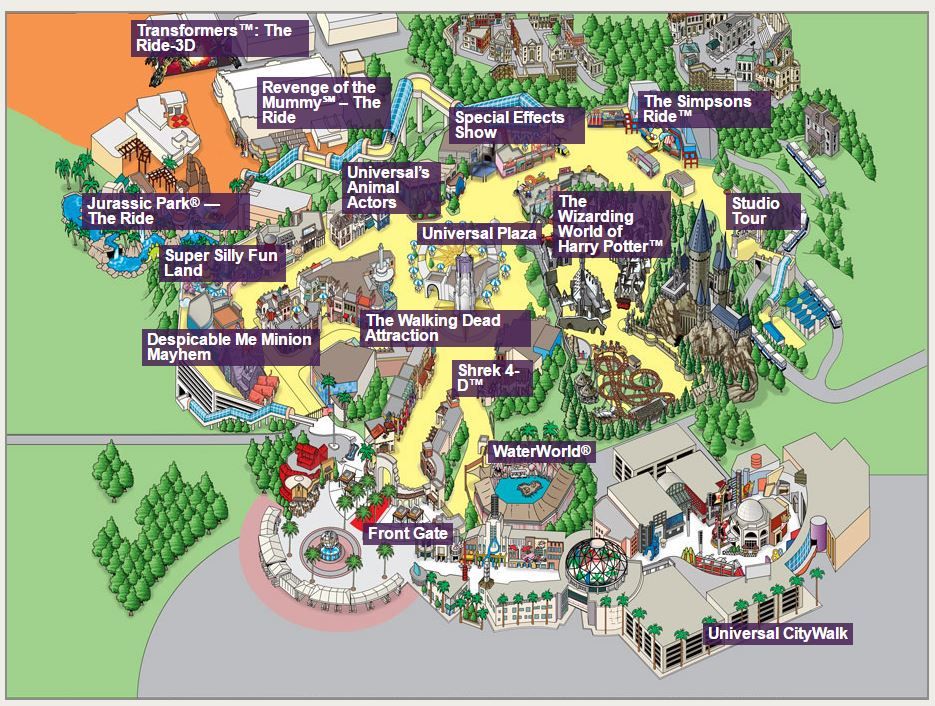 Transformers™: The
Ride-3D
Revenge of the
Mummy℠ – The
Ride
Special Effects
Show
The Simpsons
Ride™
Universal's
Animal
Actors
Jurassic Park® —
The Ride
The
Wizarding
World of
Harry Potter™
Studio
Tour
Universal Plaza
Super Silly Fun
Land
The Walking Dead
Attraction
Despicable Me Minion
Mayhem
Shrek 4-
D™
WaterWorld®
Front Gate
Universal CityWalk